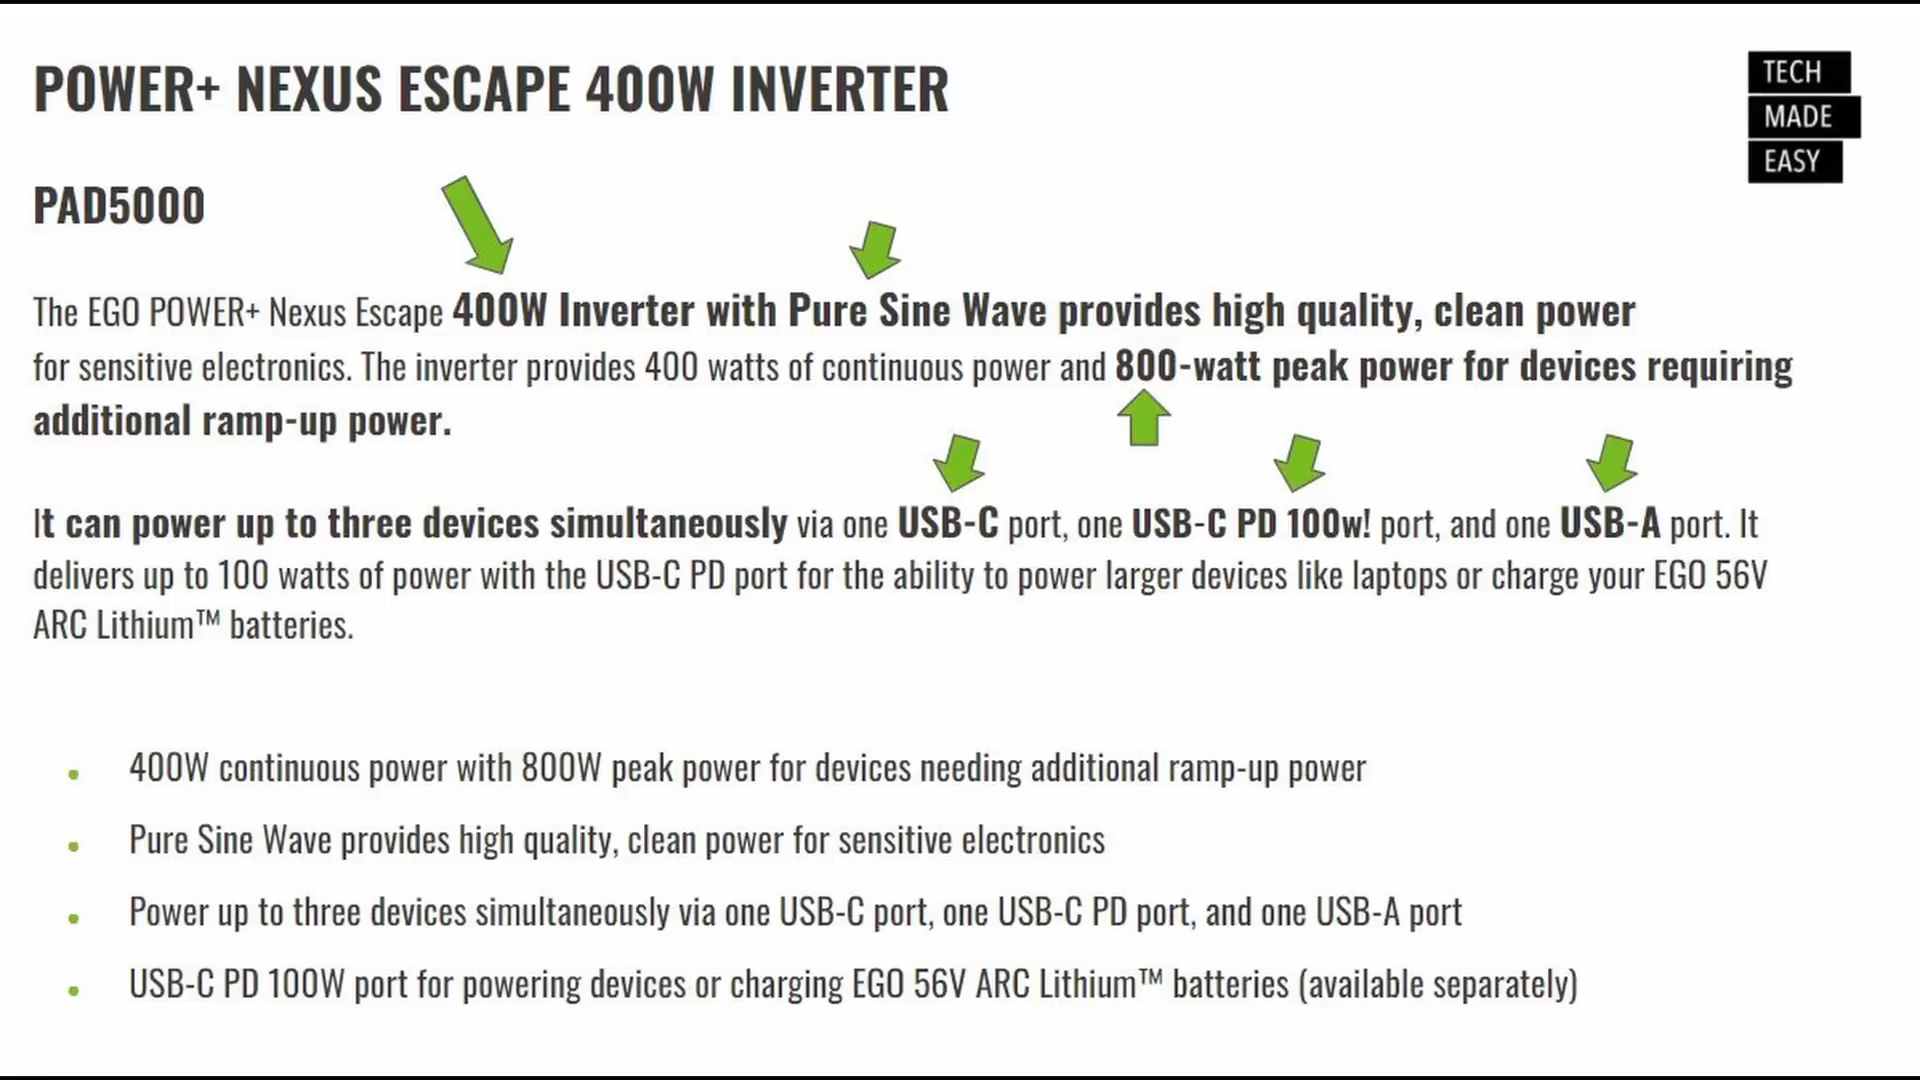 POWER+ NEXUS ESCAPE 400W INVERTER
TECH
MADE
EASY
PAD5000
The EGO POWER+ Nexus Escape 400W Inverter with Pure Sine Wave provides high quality, clean power
for sensitive electronics. The inverter provides 400 watts of continuous power and 800-watt peak power for devices requiring
additional ramp-up power.
It can power up to three devices simultaneously via one USB-C port, one USB-C PD 100w! port, and one USB-A port. It
delivers up to 100 watts of power with the USB-C PD port for the ability to power larger devices like laptops or charge your EGO 56V
ARC Lithium™ batteries.
400W continuous power with 800W peak power for devices needing additional ramp-up power
Pure Sine Wave provides high quality, clean power for sensitive electronics
Power up to three devices simultaneously via one USB-C port, one USB-C PD port, and one USB-A port
USB-C PD 100W port for powering devices or charging EGO 56V ARC Lithium™ batteries (available separately)